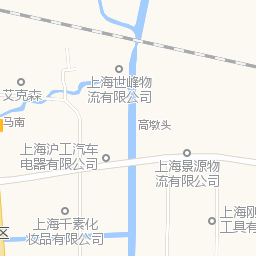 上海世峰物
流有限公司
艾克森
马南
高墩头
上海沪工汽车
电器有限公司
上海景源物
流有限公司
上海千素化
妆品有限公司
上海刚
工具有
区